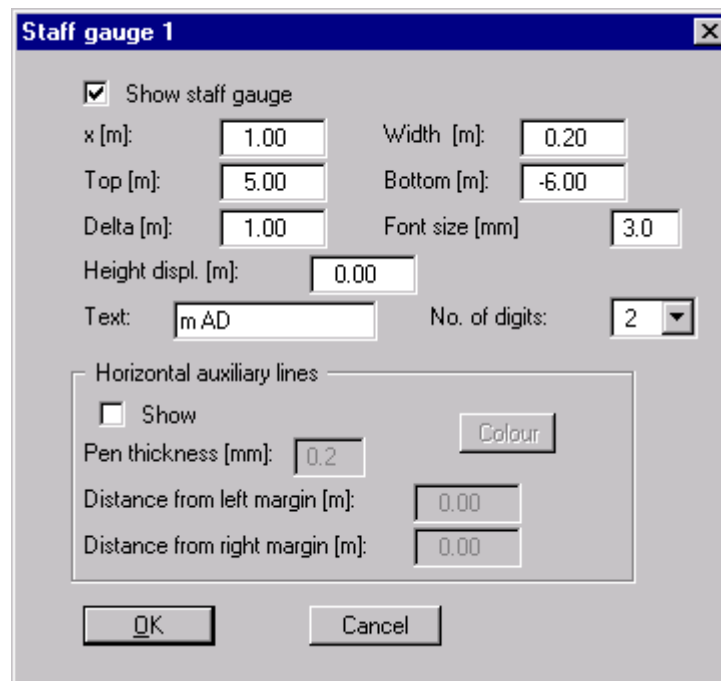 Staff gauge 1
Show staff gauge
x [m]: 1.00 Width [m]: 0.20
Top [m]: 5.00 Bottom [m]: -6.00
Delta [m]: 1.00 Font size [mm] 3.0
Height displ. [m]: 0.00
Text: m AD No. of digits: 2
Horizontal auxiliary lines
Show Colour
Pen thickness [mm]: 0.2
Distance from left margin [m]: 0.00
Distance from right margin [m]: 0.00
OK Cancel